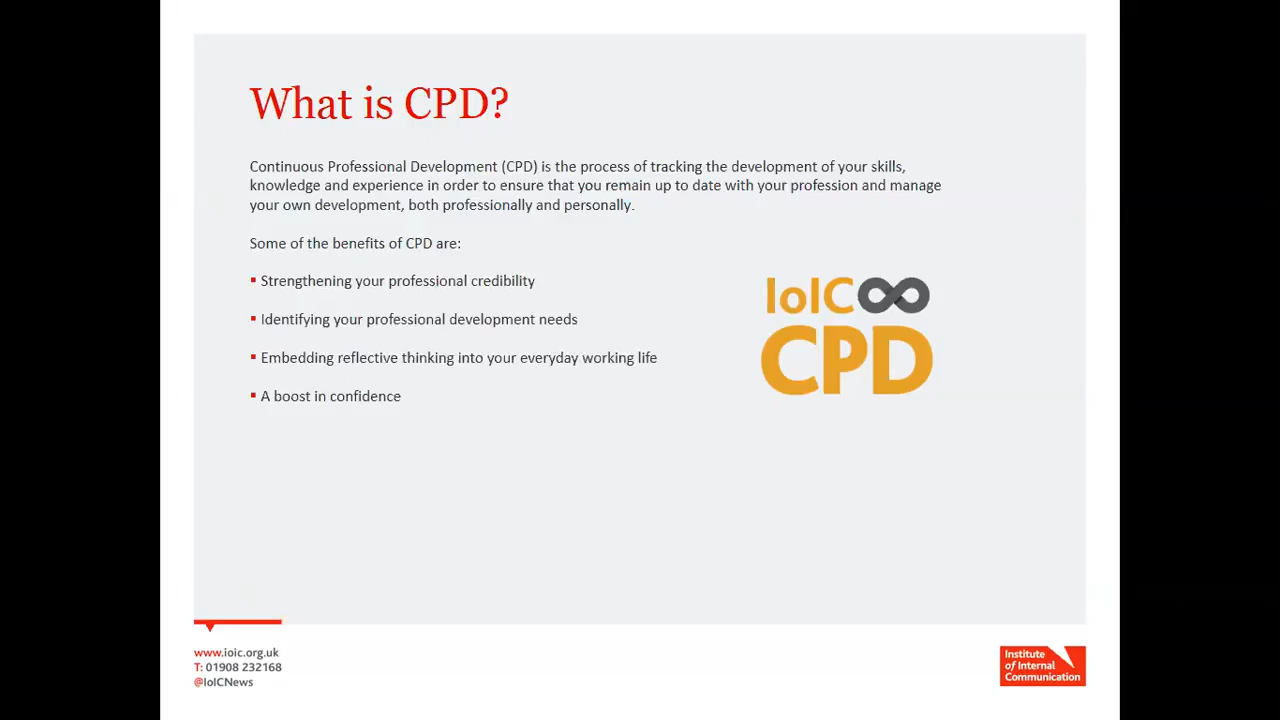 What is CPD?
Continuous Professional Development (CPD) is the process of tracking the development of your skills,
knowledge and experience in order to ensure that you remain up to date with your profession and manage
your own development, both professionally and personally.
Some of the benefits of CPD are:
▪ Strengthening your professional credibility
▪ Identifying your professional development needs
▪ Embedding reflective thinking into your everyday working life
▪ A boost in confidence
IoIC
CPD
www.ioic.org.uk
T: 01908 232168
@IoICNews
Institute
of Internal
Communication